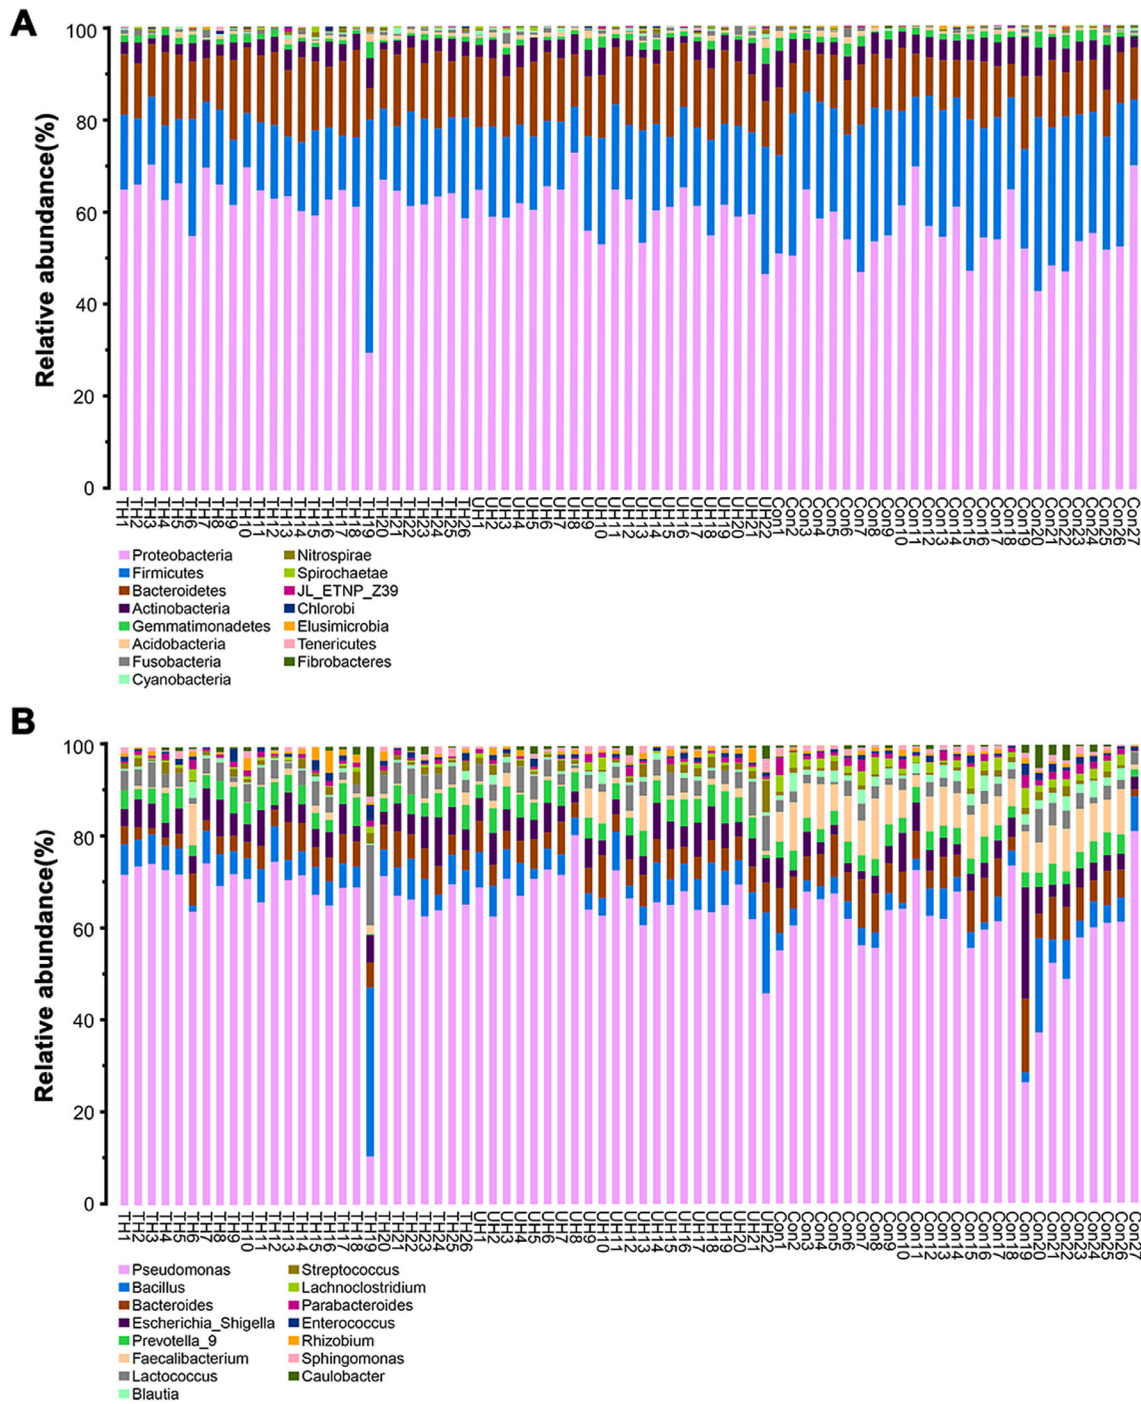 A
Relative abundance(%)
100
80
60
40
20
0
TH1 TH2 TH3 TH4 TH5 TH6 TH7 TH8 TH9 TH10 TH11 TH12 TH13 TH14 TH15 TH16 TH17 TH18 TH19 TH20 TH21 TH22 TH23 TH24 TH25 TH26 UH1 UH2 UH3 UH4 UH5 UH6 UH7 UH8 UH9 UH10 UH11 UH12 UH13 UH14 UH15 UH16 UH17 UH18 UH19 UH20 UH21 UH22 Con1 Con2 Con3 Con4 Con5 Con6 Con7 Con8 Con9 Con10 Con11 Con12 Con13 Con14 Con15 Con16 Con17 Con18 Con19 Con20 Con21 Con22 Con23 Con24 Con25 Con26 Con27
Proteobacteria
Firmicutes
Bacteroidetes
Actinobacteria
Gemmatimonadetes
Acidobacteria
Fusobacteria
Cyanobacteria
Nitrospirae
Spirochaetae
JL_ETNP_Z39
Chlorobi
Elusimicrobia
Tenericutes
Fibrobacteres
B
Relative abundance(%)
100
80
60
40
20
0
TH1 TH2 TH3 TH4 TH5 TH6 TH7 TH8 TH9 TH10 TH11 TH12 TH13 TH14 TH15 TH16 TH17 TH18 TH19 TH20 TH21 TH22 TH23 TH24 TH25 TH26 UH1 UH2 UH3 UH4 UH5 UH6 UH7 UH8 UH9 UH10 UH11 UH12 UH13 UH14 UH15 UH16 UH17 UH18 UH19 UH20 UH21 UH22 Con1 Con2 Con3 Con4 Con5 Con6 Con7 Con8 Con9 Con10 Con11 Con12 Con13 Con14 Con15 Con16 Con17 Con18 Con19 Con20 Con21 Con22 Con23 Con24 Con25 Con26 Con27
Pseudomonas
Bacillus
Bacteroides
Escherichia_Shigella
Prevotella_9
Faecalibacterium
Lactococcus
Blautia
Streptococcus
Lachnoclostridium
Parabacteroides
Enterococcus
Rhizobium
Sphingomonas
Caulobacter